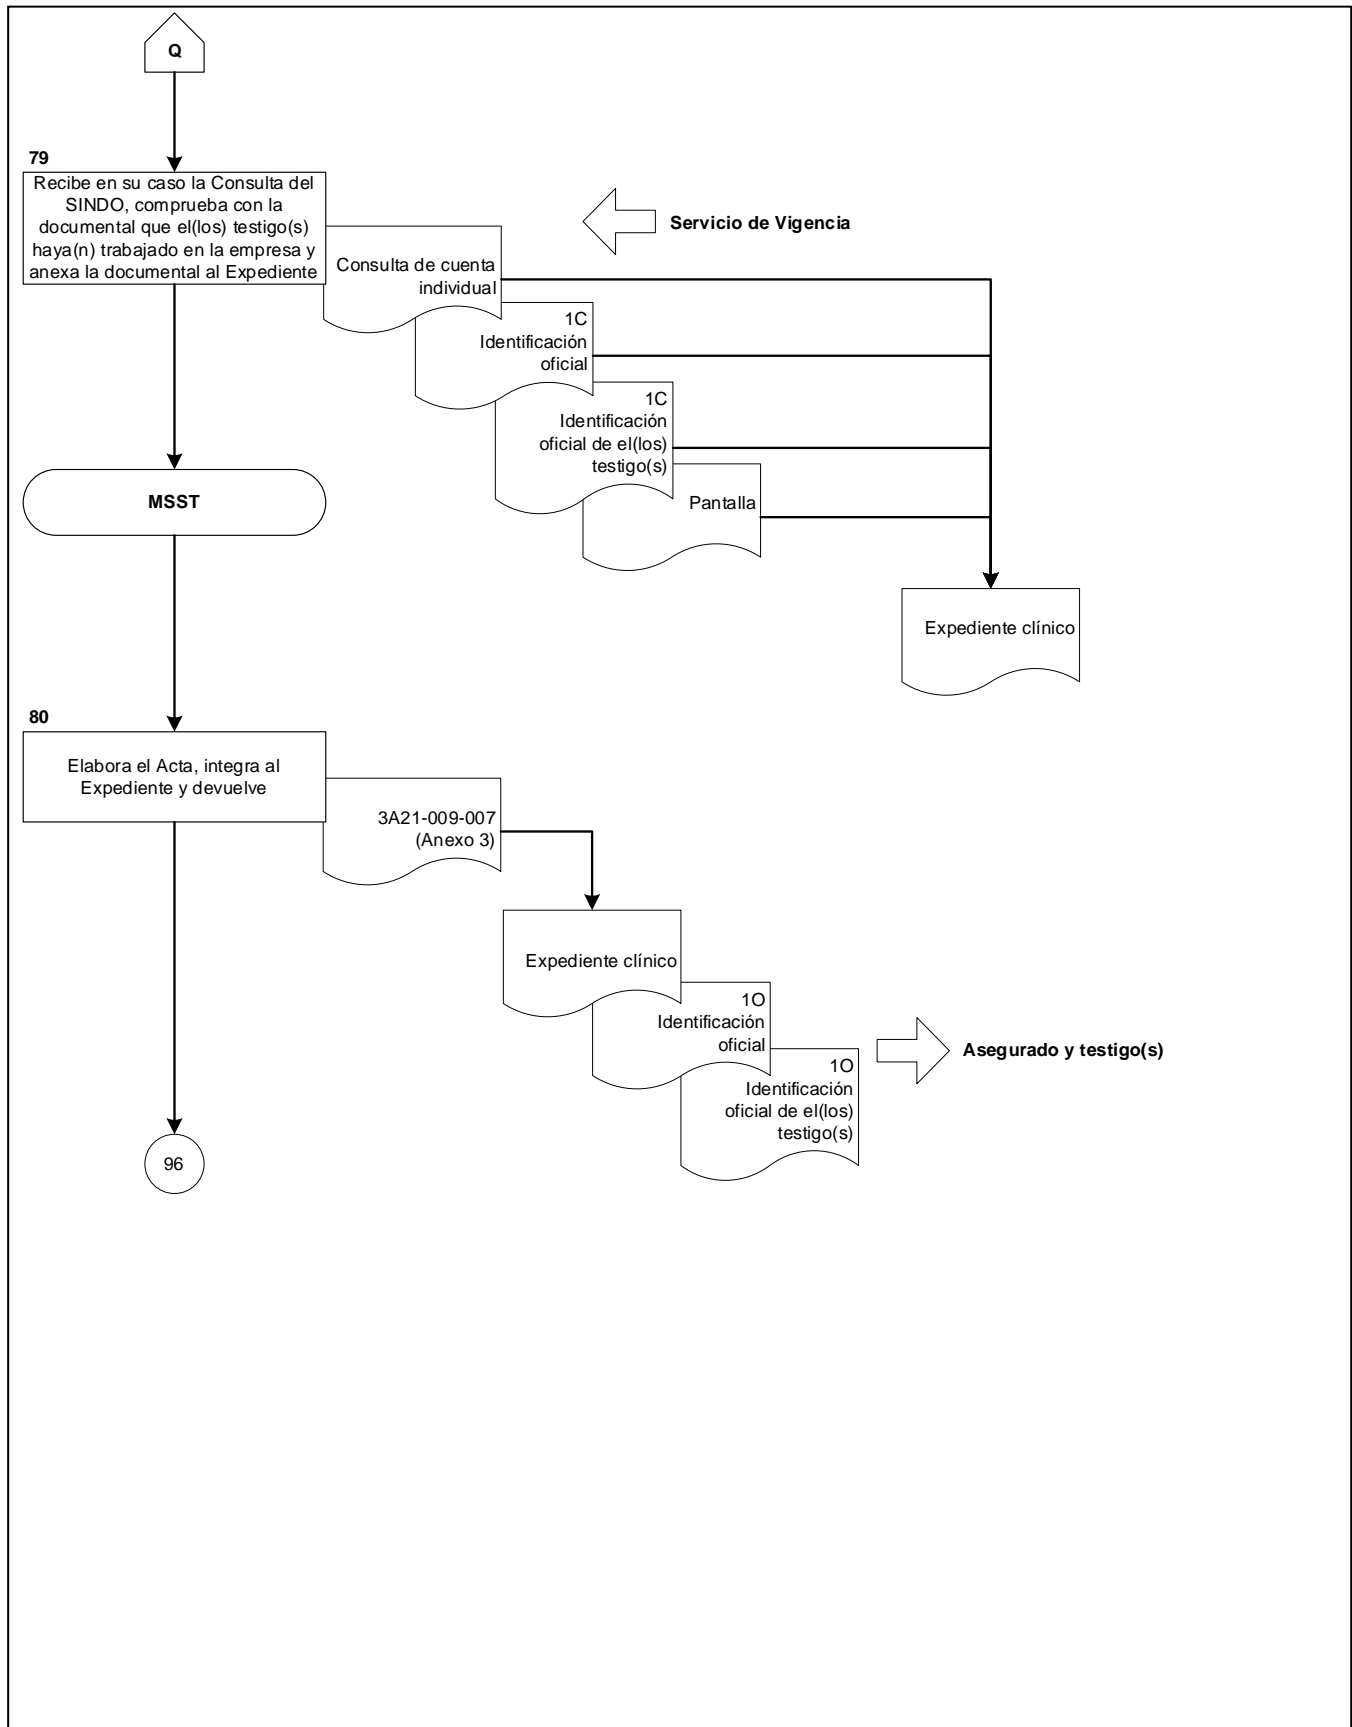 Q
79
Recibe en su caso la Consulta del
SINDO, comprueba con la
documental que el(los) testigo(s)
haya(n) trabajado en la empresa y
anexa la documental al Expediente
Servicio de Vigencia
Consulta de cuenta
individual
1C
Identificación
oficial
1C
Identificación
oficial de el(los)
testigo(s)
Pantalla
MSST
Expediente clínico
80
Elabora el Acta, integra al
Expediente y devuelve
3A21-009-007
(Anexo 3)
Expediente clínico
1O
Identificación
oficial
1O
Identificación
oficial de el(los)
testigo(s)
Asegurado y testigo(s)
96